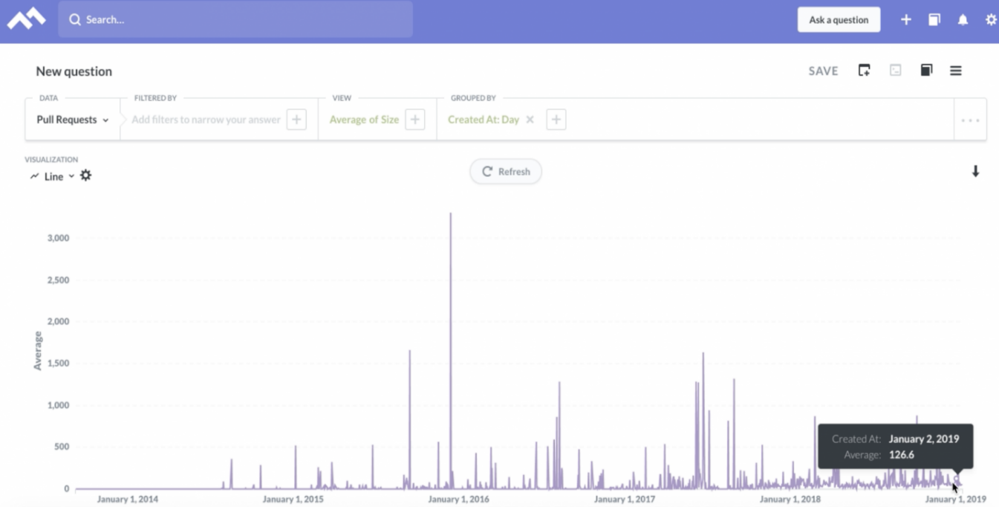 Search...
Ask a question
New question
SAVE
DATA
FILTERED BY
VIEW
GROUPED BY
Pull Requests
Add filters to narrow your answer
Average of Size
Created At: Day
VISUALIZATION
Line
Refresh
3,000
2,500
2,000
1,500
1,000
500
0
Average
Created At: January 2, 2019
Average: 126.6
January 1, 2014
January 1, 2015
January 1, 2016
January 1, 2017
January 1, 2018
January 1, 2019